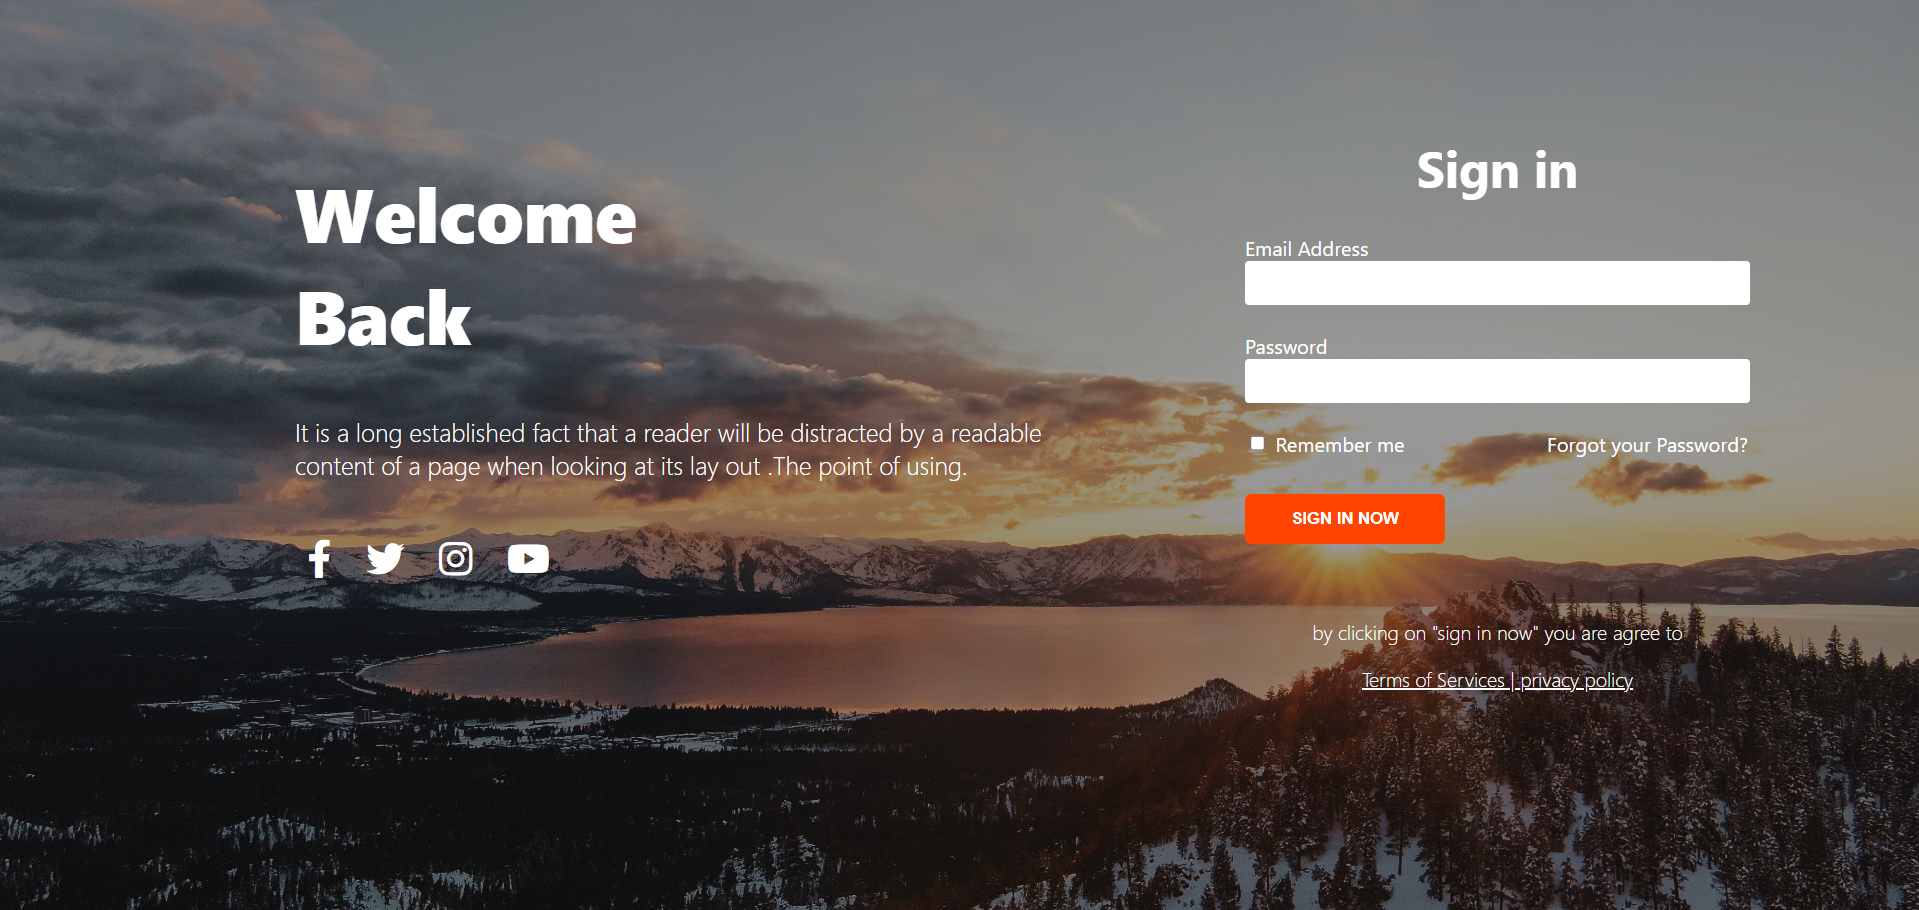 Welcome
Back
It is a long established fact that a reader will be distracted by a readable
content of a page when looking at its lay out .The point of using.
Sign in
Email Address
Password
Remember me
Forgot your Password?
SIGN IN NOW
by clicking on "sign in now" you are agree to
Terms of Services | privacy policy